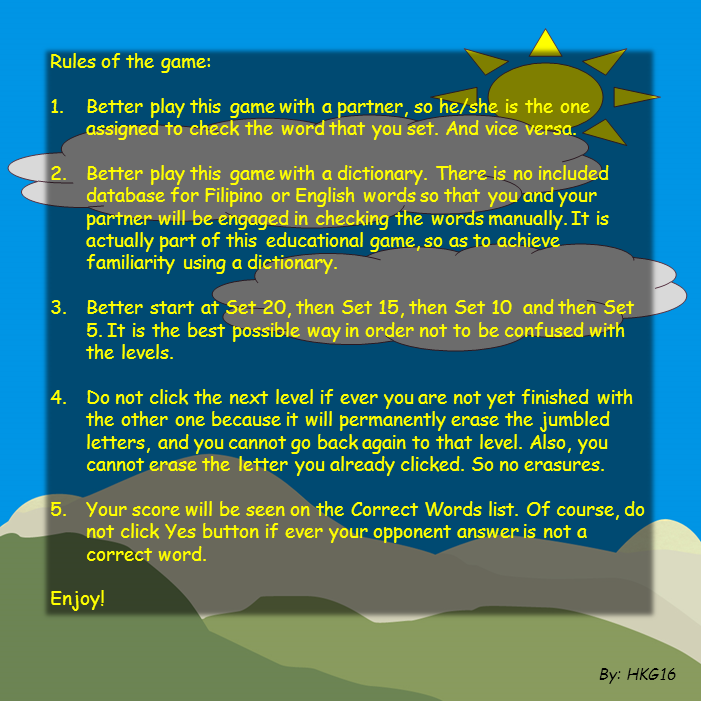 Rules of the game:
1. Better play this game with a partner, so he/she is the one
assigned to check the word that you set. And vice versa.
2. Better play this game with a dictionary. There is no included
database for Filipino or English words so that you and your
partner will be engaged in checking the words manually. It is
actually part of this educational game, so as to achieve
familiarity using a dictionary.
3. Better start at Set 20, then Set 15, then Set 10 and then Set
5. It is the best possible way in order not to be confused with
the levels.
4. Do not click the next level if ever you are not yet finished with
the other one because it will permanently erase the jumbled
letters, and you cannot go back again to that level. Also, you
cannot erase the letter you already clicked. So no erasures.
5. Your score will be seen on the Correct Words list. Of course, do
not click Yes button if ever your opponent answer is not a
correct word.
Enjoy!
By: HKG16